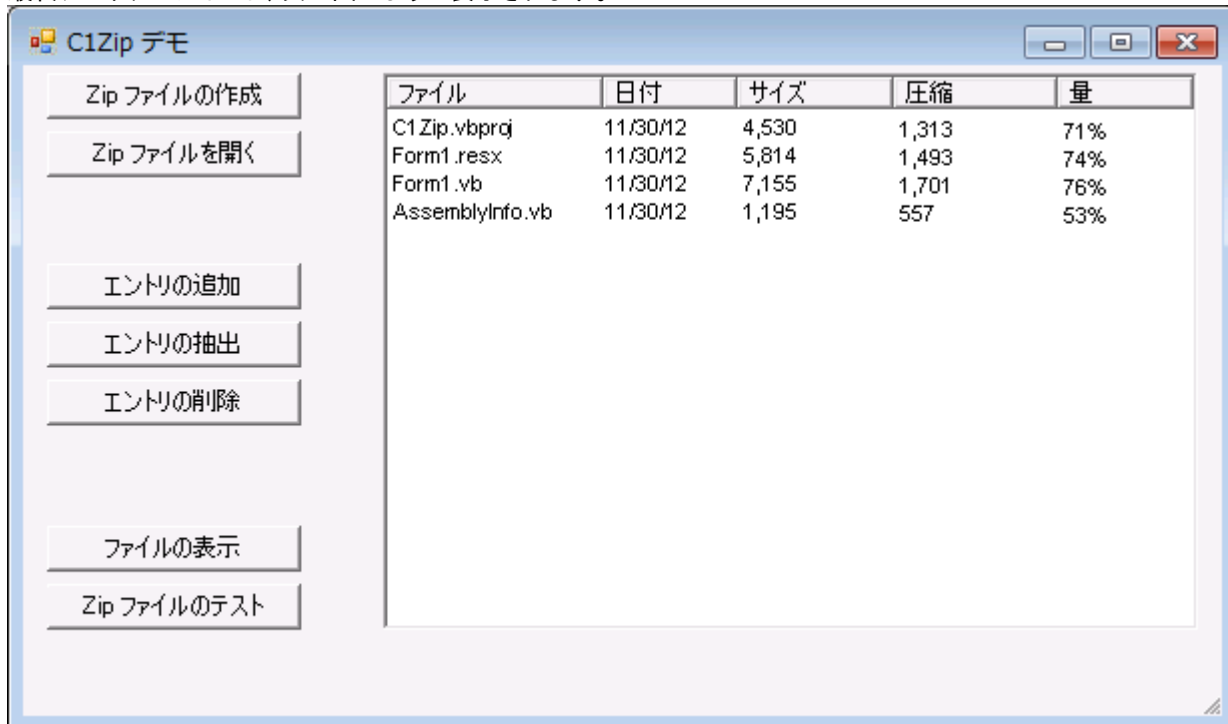 C1Zip デモ
Zip ファイルの作成
Zip ファイルを開く
エントリの追加
エントリの抽出
エントリの削除
ファイルの表示
Zip ファイルのテスト
ファイル 日付 サイズ 圧縮 量
C1Zip.vbproj 11/30/12 4,530 1,313 71%
Form1.resx 11/30/12 5,814 1,493 74%
Form1.vb 11/30/12 7,155 1,701 76%
AssemblyInfo.vb 11/30/12 1,195 557 53%